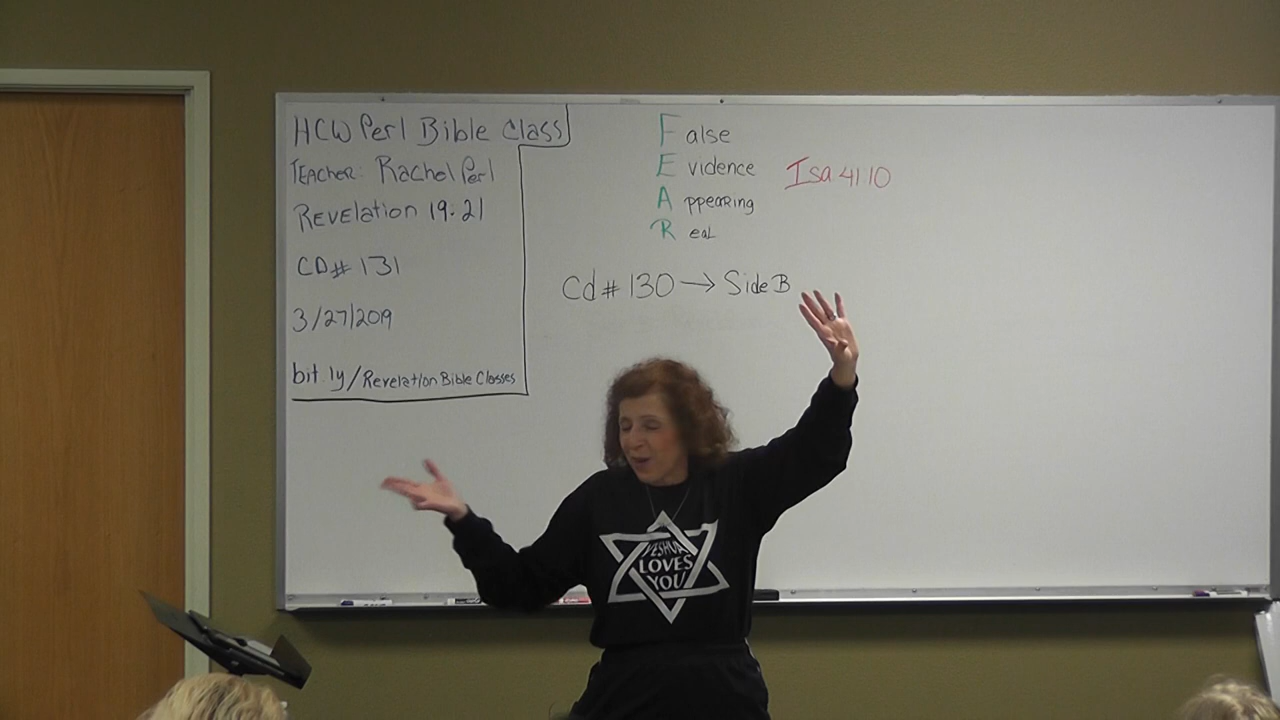 HCW Perl Bible Class
Teacher: Rachel Perl
Revelation 19-21
CD# 131
3/27/2019
bit.ly/Revelation Bible Classes
False
Evidence
Appearing
Real
Isa 41:10
Cd # 130 → Side B
YESHUA
LOVES
YOU